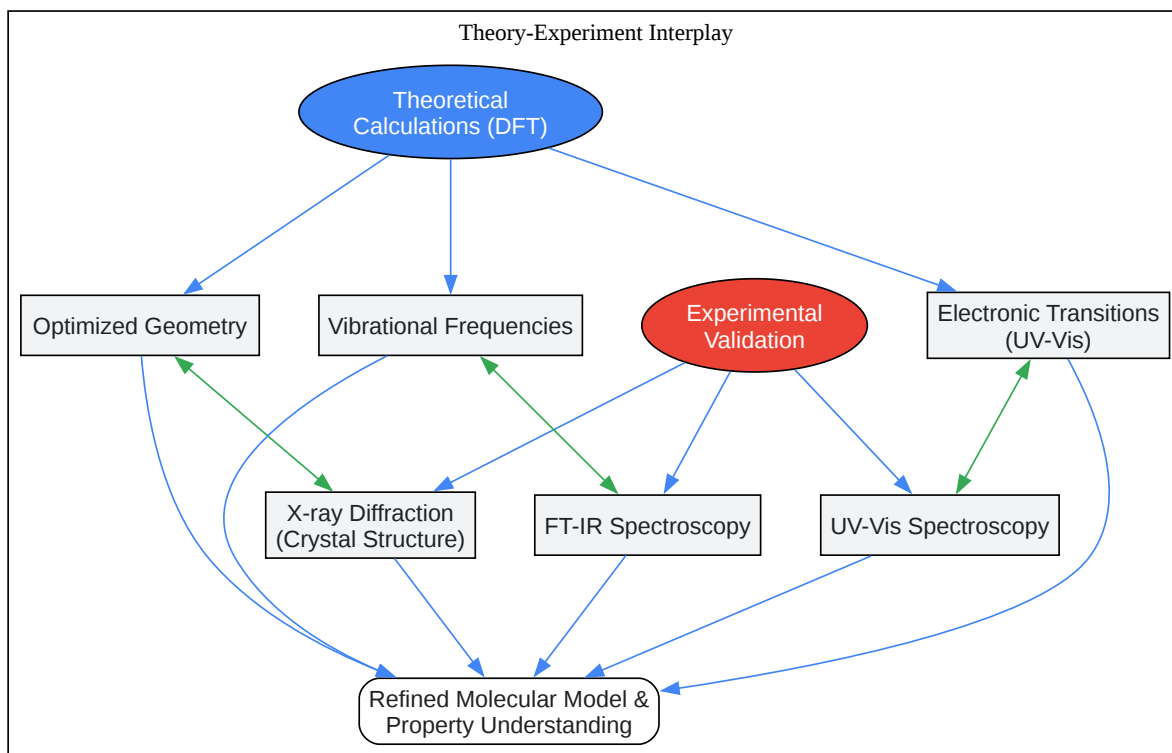 Theory-Experiment Interplay
Theoretical
Calculations (DFT)
Optimized Geometry
Vibrational Frequencies
Experimental
Validation
Electronic Transitions
(UV-Vis)
X-ray Diffraction
(Crystal Structure)
FT-IR Spectroscopy
UV-Vis Spectroscopy
Refined Molecular Model &
Property Understanding